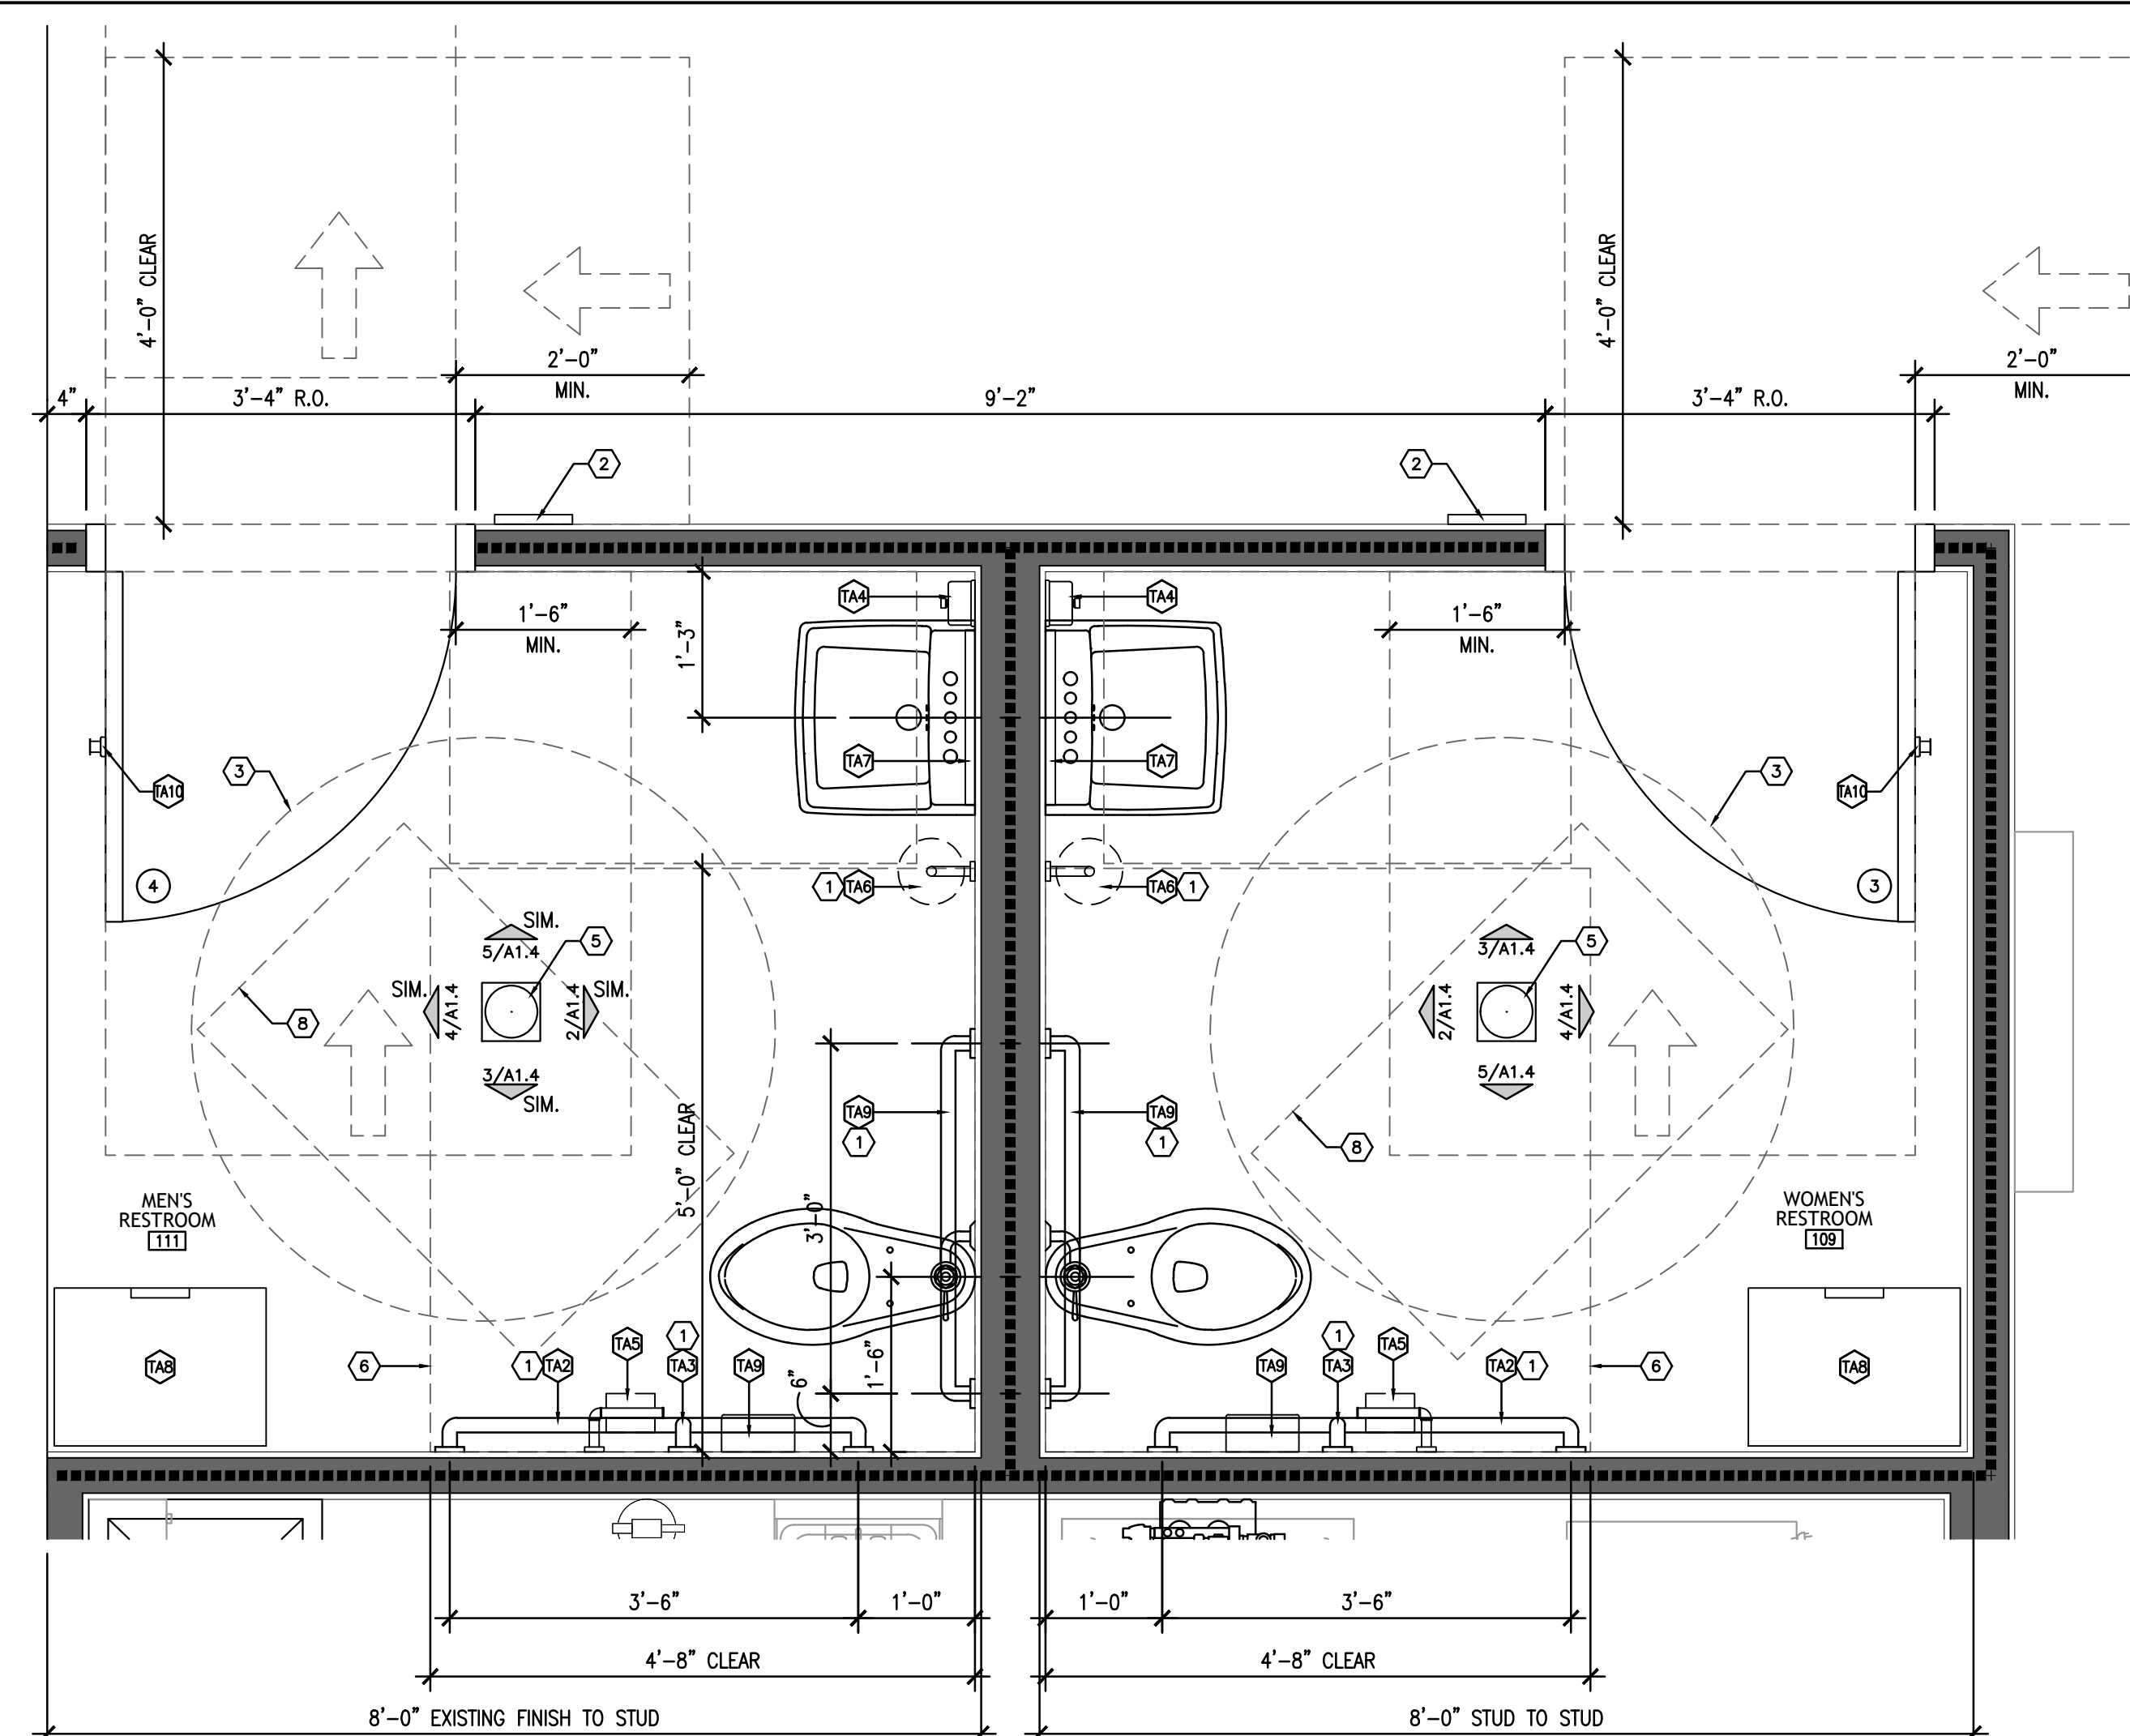 4'-0" CLEAR
4'-0" CLEAR
2'-0"
MIN.
2'-0"
MIN.
4"
3'-4" R.O.
9'-2"
3'-4" R.O.
2
2
TA4
TA4
1'-6"
MIN.
1'-3"
1'-6"
MIN.
TA7
TA7
3
TA10
3
TA10
4
1
TA6
TA6
1
3
SIM.
5/A1.4
5
3/A1.4
5
SIM.
4/A1.4
2/A1.4
SIM.
2/A1.4
4/A1.4
8
3/A1.4
SIM.
5/A1.4
TA9
1
TA9
1
8
5'-0" CLEAR
3'-0"
MEN'S
RESTROOM
111
WOMEN'S
RESTROOM
109
TA8
6
1
TA2
TA5
1
TA3
TA9
6"
1'-6"
TA9
1
TA3
TA5
TA2
1
6
TA8
3'-6"
1'-0"
1'-0"
3'-6"
4'-8" CLEAR
4'-8" CLEAR
8'-0" EXISTING FINISH TO STUD
8'-0" STUD TO STUD